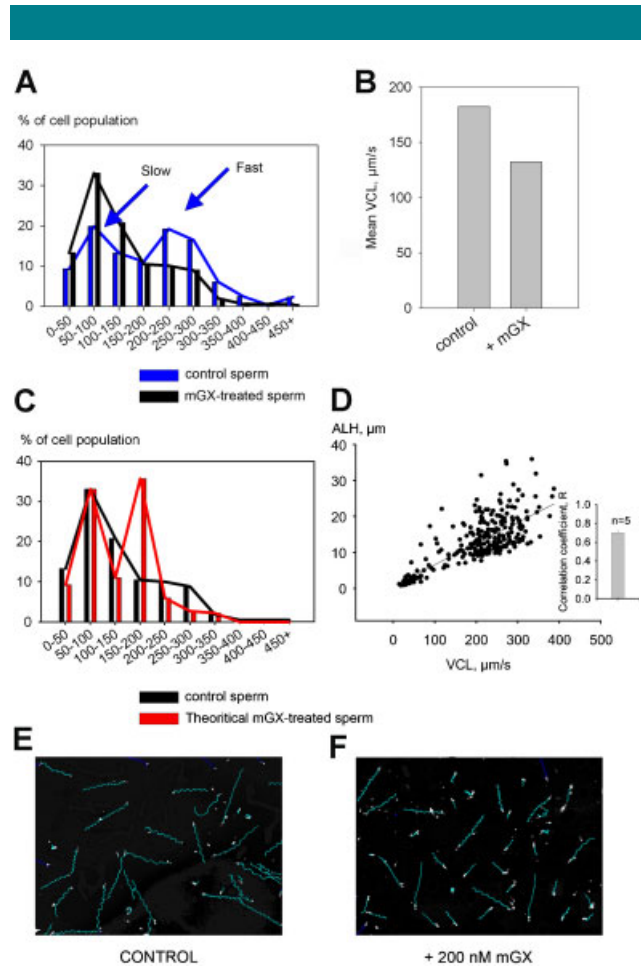 A
% of cell population
40
30
20
10
0
Slow
Fast
0-50
50-100
100-150
150-200
200-250
250-300
300-350
350-400
400-450
450+
control sperm
mGX-treated sperm
B
Mean VCL, µm/s
200
150
100
50
0
control
+ mGX
C
% of cell population
40
30
20
10
0
0-50
50-100
100-150
150-200
200-250
250-300
300-350
350-400
400-450
450+
control sperm
Theoritical mGX-treated sperm
D
ALH, µm
40
30
20
10
0
0
100
200
300
400
500
VCL, µm/s
Correlation coefficient, R
1.0
0.8
0.6
0.4
0.2
0.0
n=5
E
CONTROL
F
+ 200 nM mGX